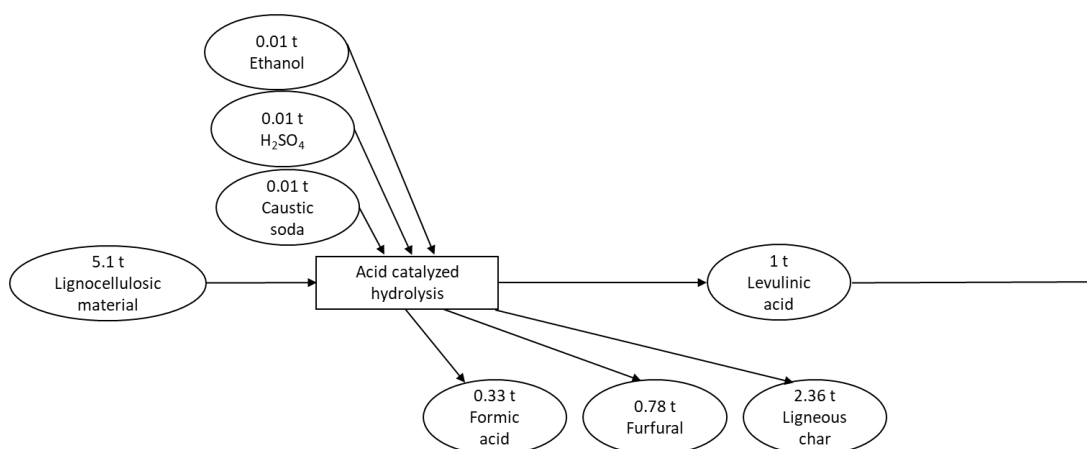 0.01 t
Ethanol
0.01 t
H₂SO₄
0.01 t
Caustic
soda
5.1 t
Lignocellulosic
material
Acid catalyzed
hydrolysis
1 t
Levulinic
acid
0.33 t
Formic
acid
0.78 t
Furfural
2.36 t
Ligneous
char